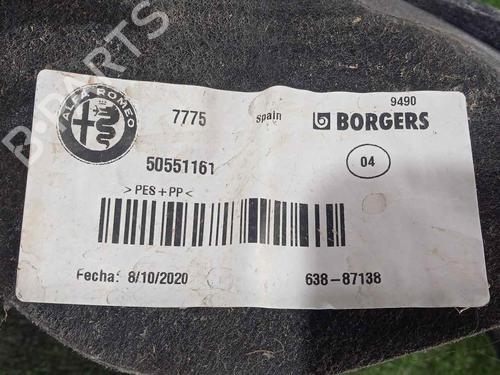 9490
ALFA ROMEO 7775 spain BORGERS
50551161 04
>PES+PP<
Fecha: 8/10/2020 638-87138
B-PARTS